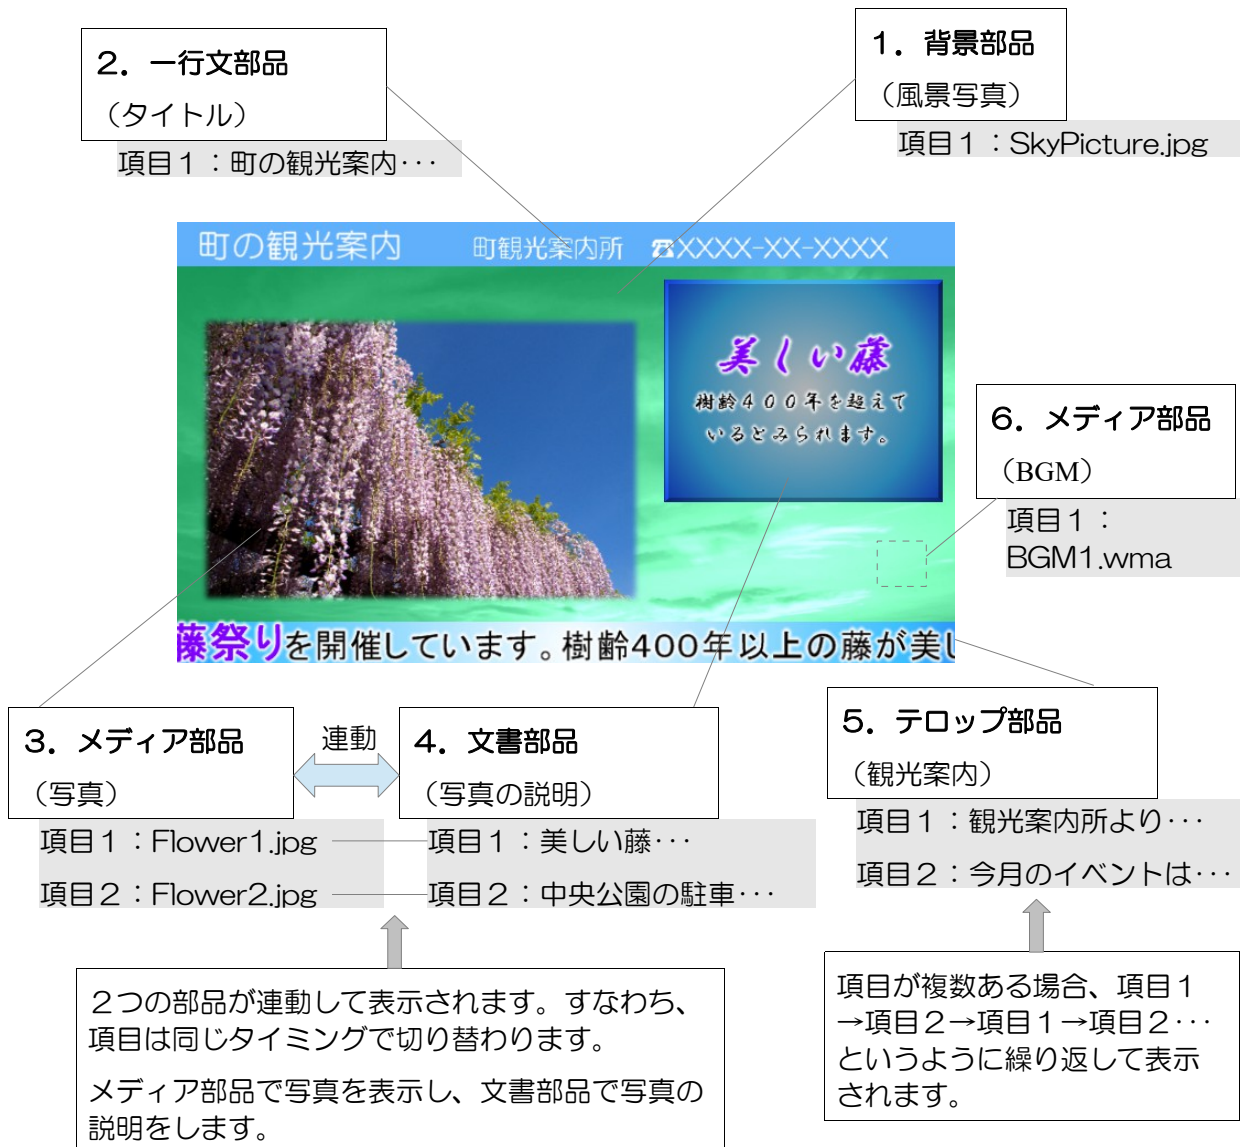 2．一行文部品
（タイトル）
項目１：町の観光案内･･･
1．背景部品
（風景写真）
項目１：SkyPicture.jpg
町の観光案内　町観光案内所　☎XXXX-XX-XXXX
美しい藤
樹齢４００年を超えて
いるとみられます。
6．メディア部品
（BGM）
項目１：
BGM1.wma
藤祭りを開催しています。樹齢400年以上の藤が美し
3．メディア部品
（写真）
項目１：Flower1.jpg
項目２：Flower2.jpg
連動
4．文書部品
（写真の説明）
項目１：美しい藤･･･
項目２：中央公園の駐車･･･
5．テロップ部品
（観光案内）
項目１：観光案内所より･･･
項目２：今月のイベントは･･･
２つの部品が連動して表示されます。すなわち、
項目は同じタイミングで切り替わります。
メディア部品で写真を表示し、文書部品で写真の
説明をします。
項目が複数ある場合、項目１
→項目２→項目１→項目２･･･
というように繰り返して表示
されます。